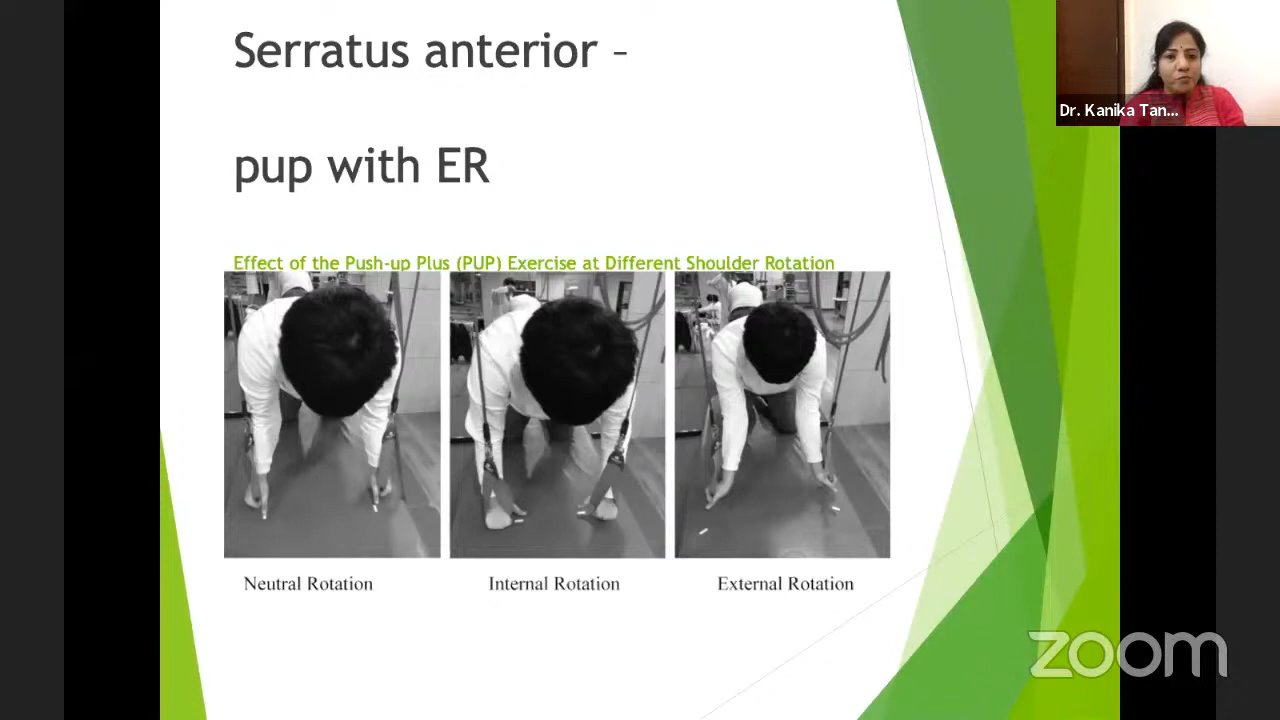 Serratus anterior –
pup with ER
Effect of the Push-up Plus (PUP) Exercise at Different Shoulder Rotation
Neutral Rotation
Internal Rotation
External Rotation
Dr. Kanika Tan...
zoom